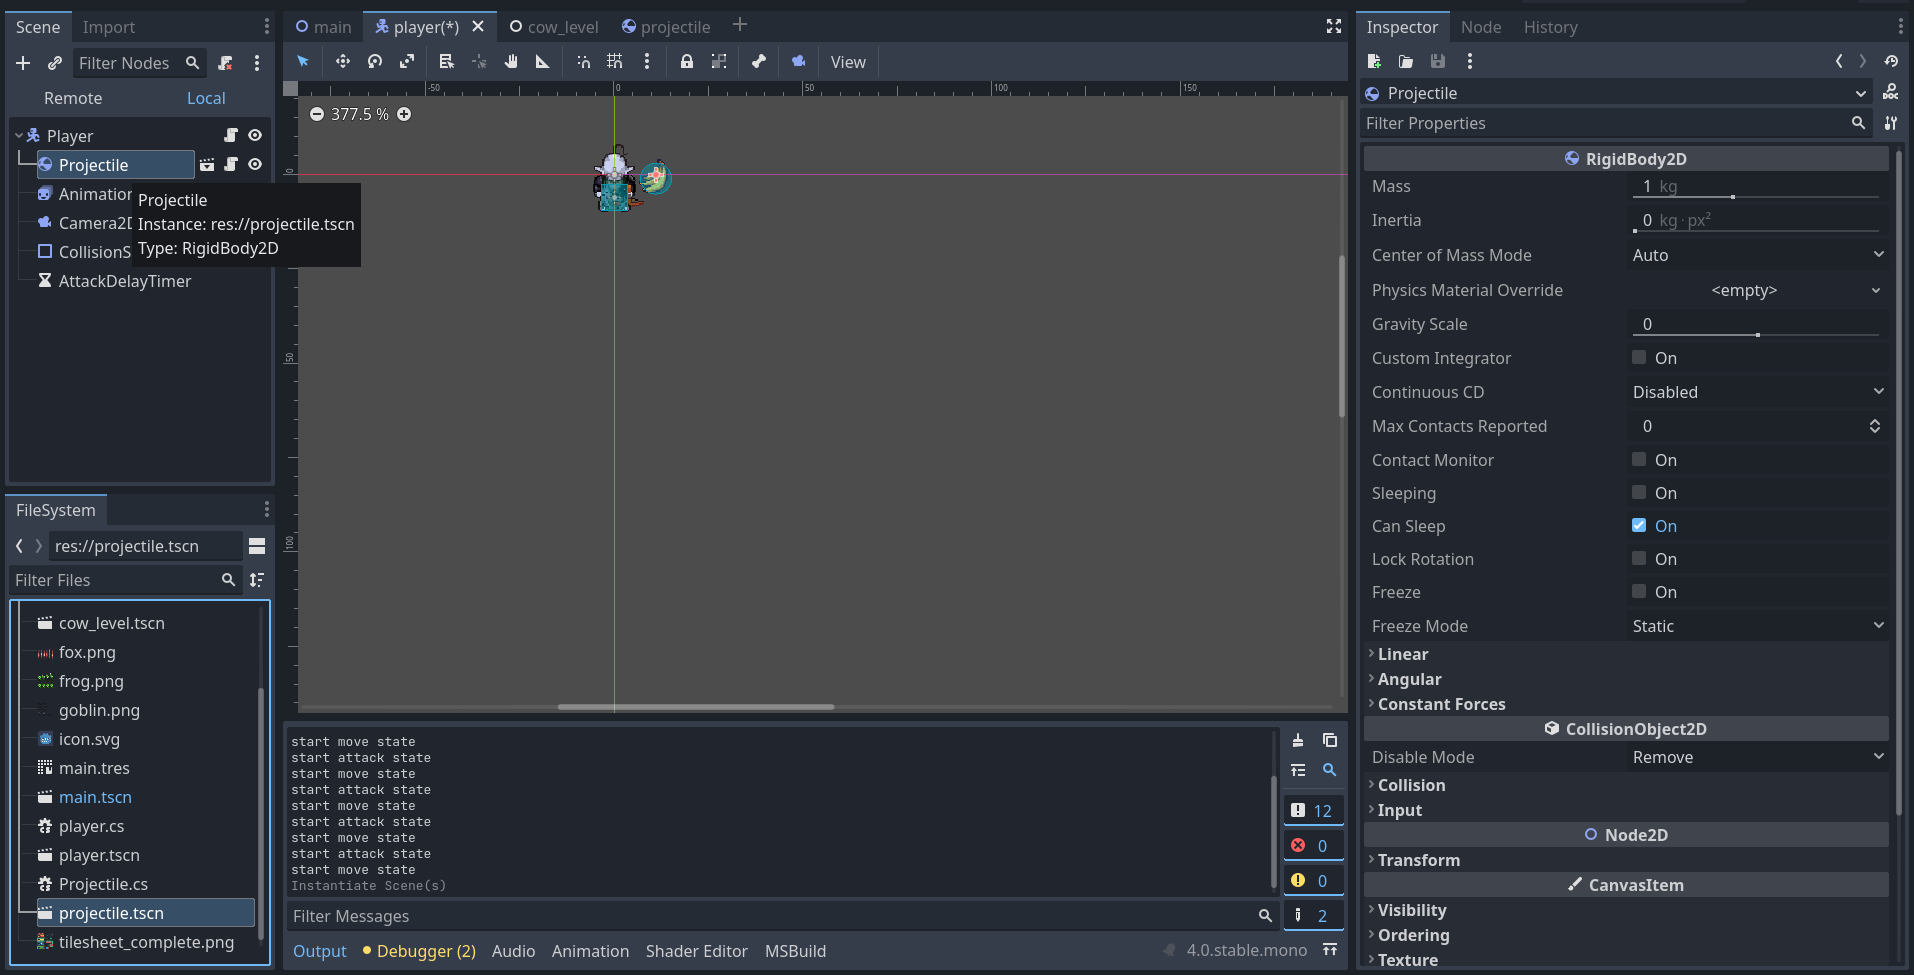 Scene
Import
Filter Nodes
Remote
Local
Player
Projectile
Animation
Camera2D
CollisionS
AttackDelayTimer
Projectile
Instance: res://projectile.tscn
Type: RigidBody2D
FileSystem
res://projectile.tscn
Filter Files
cow_level.tscn
fox.png
frog.png
goblin.png
icon.svg
main.tres
main.tscn
player.cs
player.tscn
Projectile.cs
projectile.tscn
tilesheet_complete.png
main
player(*)
cow_level
projectile
View
-50
0
50
100
150
377.5 %
0
50
100
start move state
start attack state
start move state
start attack state
start move state
start attack state
start move state
start attack state
start move state
Instantiate Scene(s)
12
0
0
2
Filter Messages
Output
Debugger (2)
Audio
Animation
Shader Editor
MSBuild
4.0.stable.mono
Inspector
Node
History
Projectile
DOC
Filter Properties
RigidBody2D
Mass
1 kg
Inertia
0 kg·px²
Center of Mass Mode
Auto
Physics Material Override
<empty>
Gravity Scale
0
Custom Integrator
On
Continuous CD
Disabled
Max Contacts Reported
0
Contact Monitor
On
Sleeping
On
Can Sleep
On
Lock Rotation
On
Freeze
On
Freeze Mode
Static
Linear
Angular
Constant Forces
CollisionObject2D
Disable Mode
Remove
Collision
Input
Node2D
Transform
CanvasItem
Visibility
Ordering
Texture